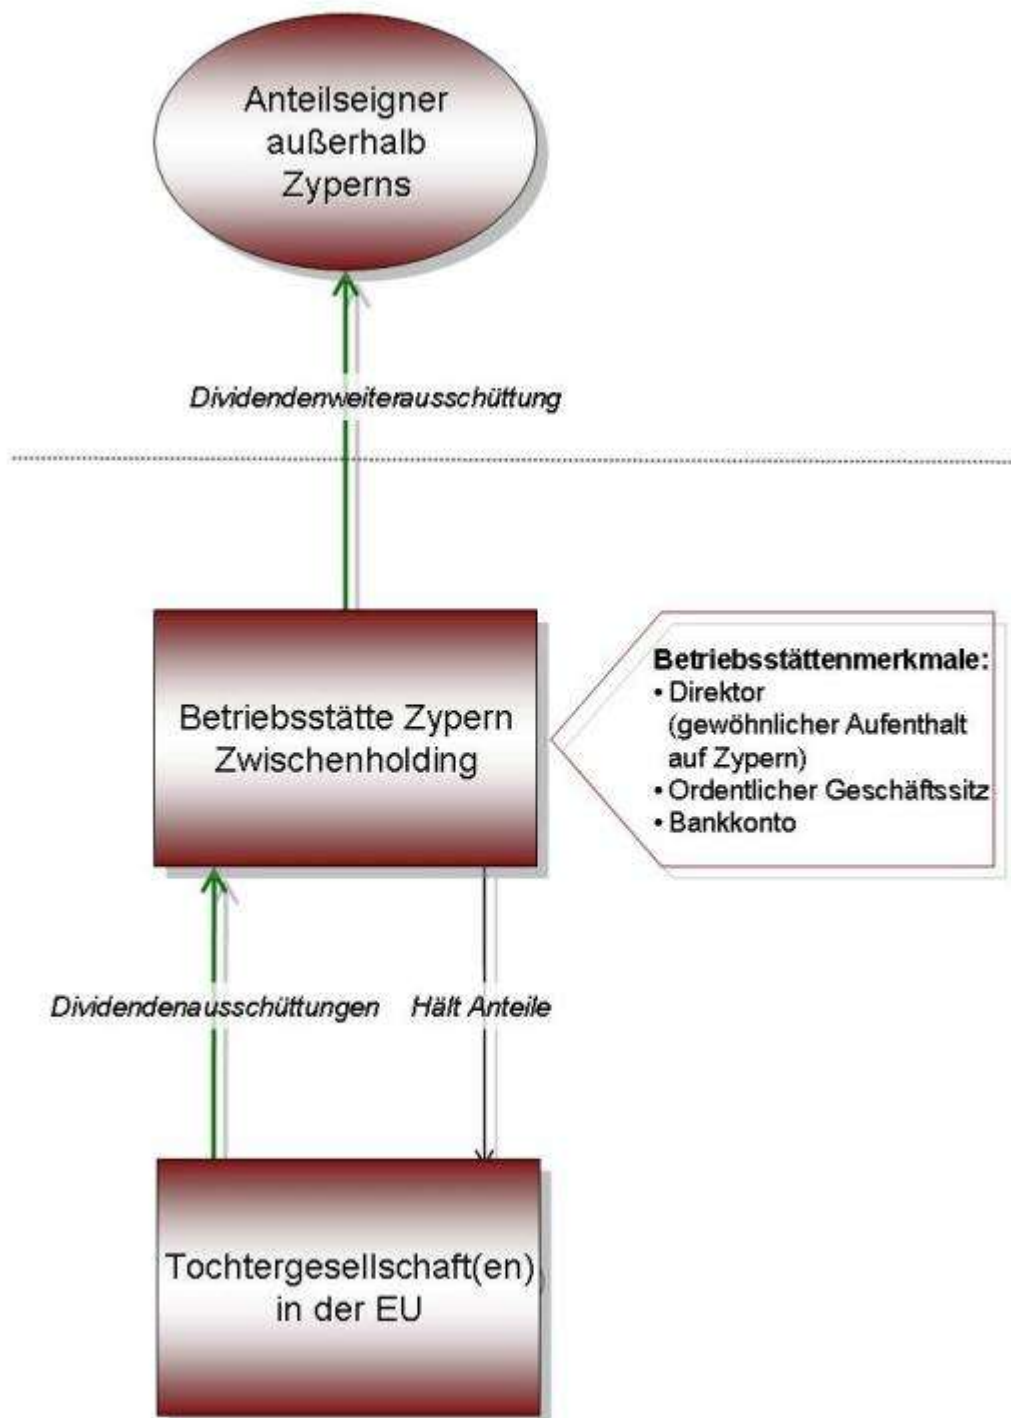 Anteilseigner
außerhalb
Zyperns
Dividendenweiterausschüttung
Betriebsstätte Zypern
Zwischenholding
Betriebsstättenmerkmale:
• Direktor
(gewöhnlicher Aufenthalt
auf Zypern)
• Ordentlicher Geschäftssitz
• Bankkonto
Dividendenausschüttungen
Hält Anteile
Tochtergesellschaft(en)
in der EU